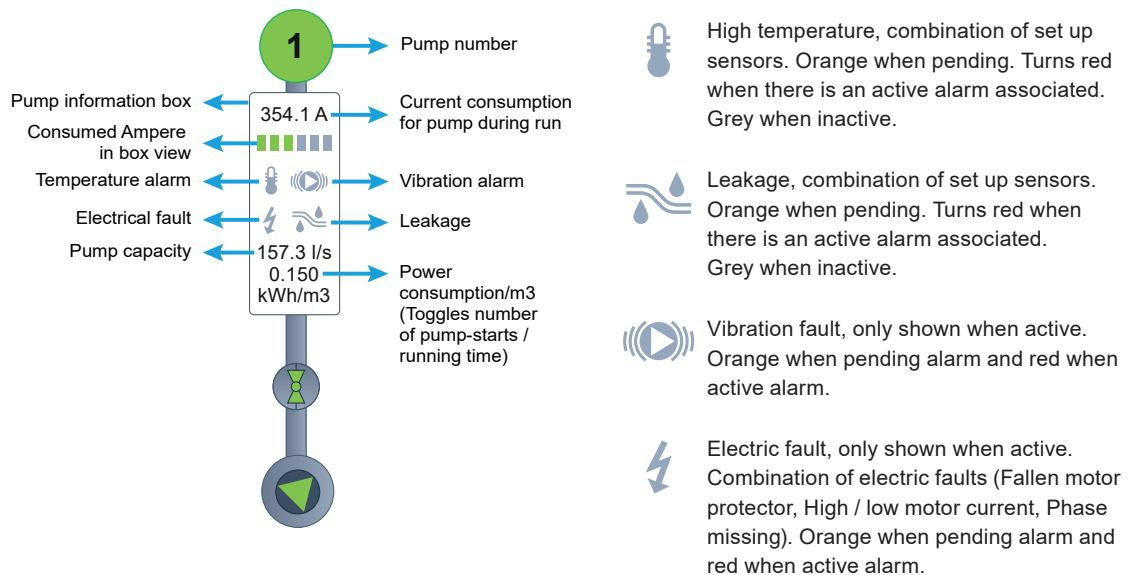 1
Pump number
Pump information box
354.1 A
Current consumption
for pump during run
Consumed Ampere
in box view
Temperature alarm
Vibration alarm
Electrical fault
Leakage
Pump capacity
157.3 l/s
0.150
kWh/m3
Power
consumption/m3
(Toggles number
of pump-starts /
running time)
High temperature, combination of set up
sensors. Orange when pending. Turns red
when there is an active alarm associated.
Grey when inactive.
Leakage, combination of set up sensors.
Orange when pending. Turns red when
there is an active alarm associated.
Grey when inactive.
Vibration fault, only shown when active.
Orange when pending alarm and red when
active alarm.
Electric fault, only shown when active.
Combination of electric faults (Fallen motor
protector, High / low motor current, Phase
missing). Orange when pending alarm and
red when active alarm.